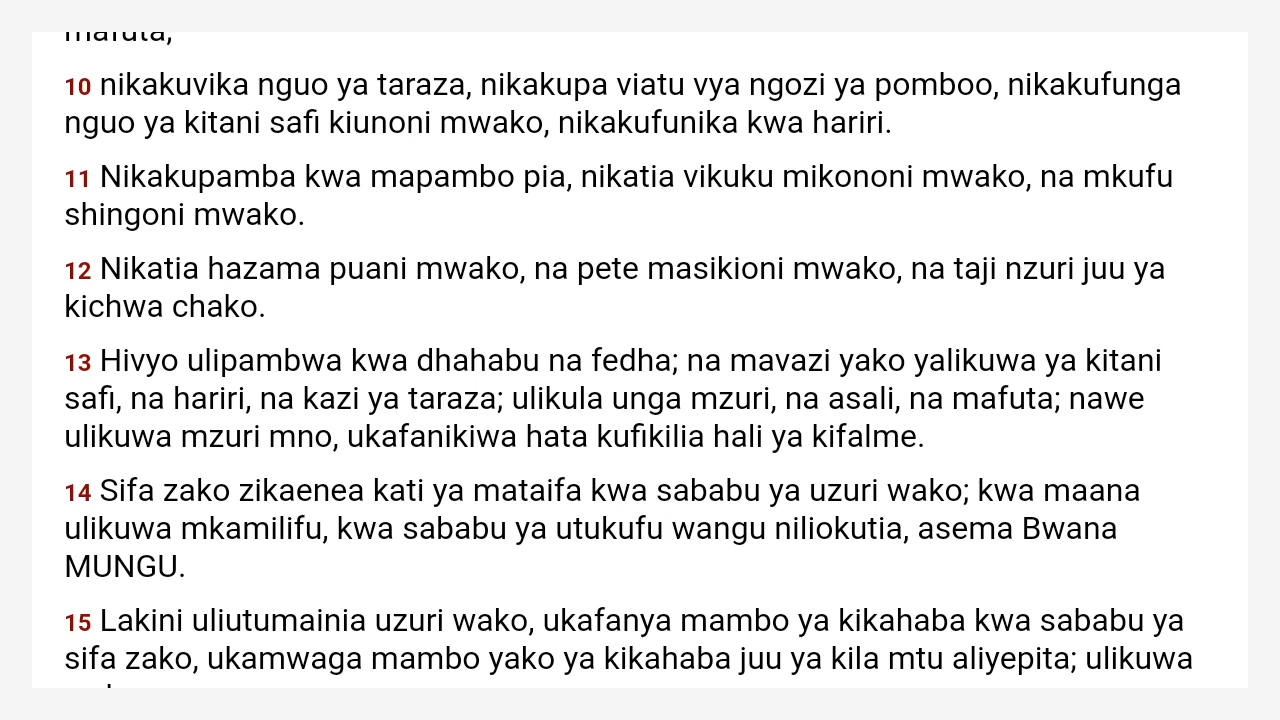 mafuta,
10 nikakuvika nguo ya taraza, nikakupa viatu vya ngozi ya pomboo, nikakufunga
nguo ya kitani safi kiunoni mwako, nikakufunika kwa hariri.
11 Nikakupamba kwa mapambo pia, nikatia vikuku mikononi mwako, na mkufu
shingoni mwako.
12 Nikatia hazama puani mwako, na pete masikioni mwako, na taji nzuri juu ya
kichwa chako.
13 Hivyo ulipambwa kwa dhahabu na fedha; na mavazi yako yalikuwa ya kitani
safi, na hariri, na kazi ya taraza; ulikula unga mzuri, na asali, na mafuta; nawe
ulikuwa mzuri mno, ukafanikiwa hata kufikilia hali ya kifalme.
14 Sifa zako zikaenea kati ya mataifa kwa sababu ya uzuri wako; kwa maana
ulikuwa mkamilifu, kwa sababu ya utukufu wangu niliokutia, asema Bwana
MUNGU.
15 Lakini uliutumainia uzuri wako, ukafanya mambo ya kikahaba kwa sababu ya
sifa zako, ukamwaga mambo yako ya kikahaba juu ya kila mtu aliyepita; ulikuwa